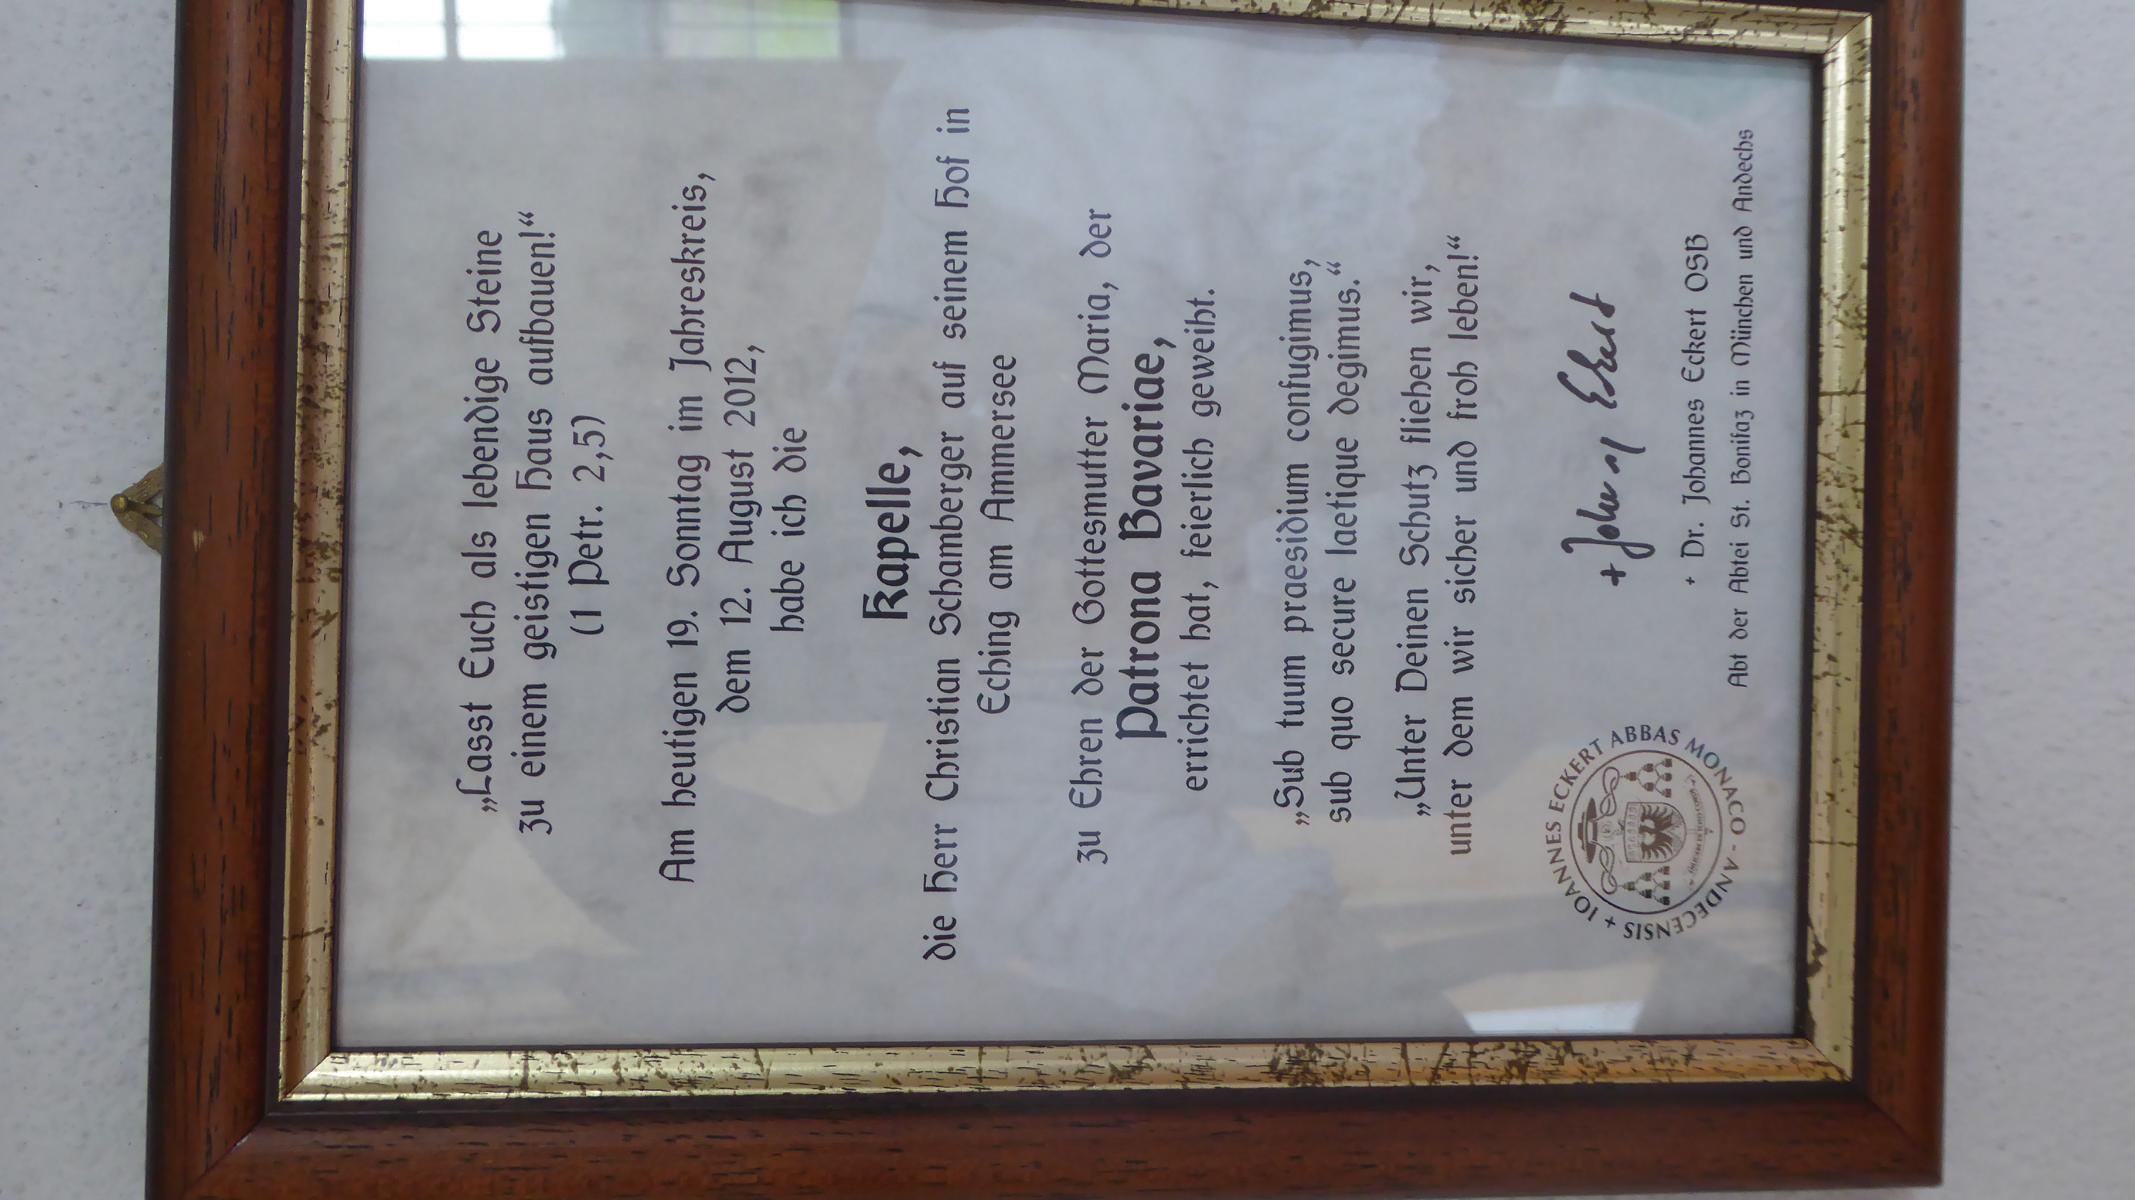 „Lasst Euch als lebendige Steine
zu einem geistigen Haus aufbauen!“
(1 Petr. 2,5)
Am heutigen 19. Sonntag im Jahreskreis,
dem 12. August 2012,
habe ich die
Kapelle,
die Herr Christian Schamberger auf seinem Hof in
Eching am Ammersee
zu Ehren der Gottesmutter Maria, der
Patrona Bavariae,
errichtet hat, feierlich geweiht.
„Sub tuum praesidium confugimus,
sub quo secure laetique degimus.“
„Unter Deinen Schutz fliehen wir,
unter dem wir sicher und froh leben!“
+ Johannes Eckert
+ Dr. Johannes Eckert OSB
Abt der Abtei St. Bonifaz in München und Andechs
+ IOANNES ECKERT ABBAS MONACO - ANDECENSIS